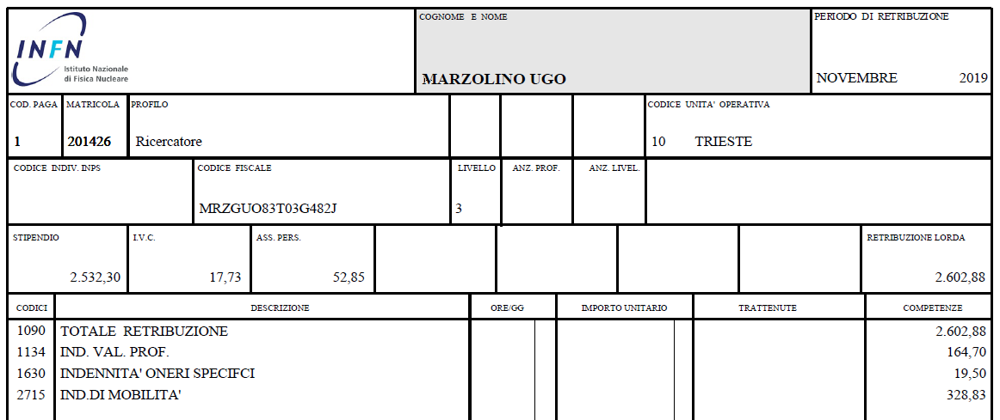 INFN
Istituto Nazionale
di Fisica Nucleare
COGNOME E NOME
MARZOLINO UGO
PERIODO DI RETRIBUZIONE
NOVEMBRE 2019
COD. PAGA MATRICOLA PROFILO CODICE UNITA' OPERATIVA
1 201426 Ricercatore 10 TRIESTE
CODICE INDIV. INPS CODICE FISCALE LIVELLO ANZ. PROF. ANZ. LIVEL.
MRZGUO83T03G482J 3
STIPENDIO I.V.C. ASS. PERS. RETRIBUZIONE LORDA
2.532,30 17,73 52,85 2.602,88
CODICI DESCRIZIONE ORE/GG IMPORTO UNITARIO TRATTENUTE COMPETENZE
1090 TOTALE RETRIBUZIONE 2.602,88
1134 IND. VAL. PROF. 164,70
1630 INDENNITA' ONERI SPECIFCI 19,50
2715 IND.DI MOBILITA' 328,83